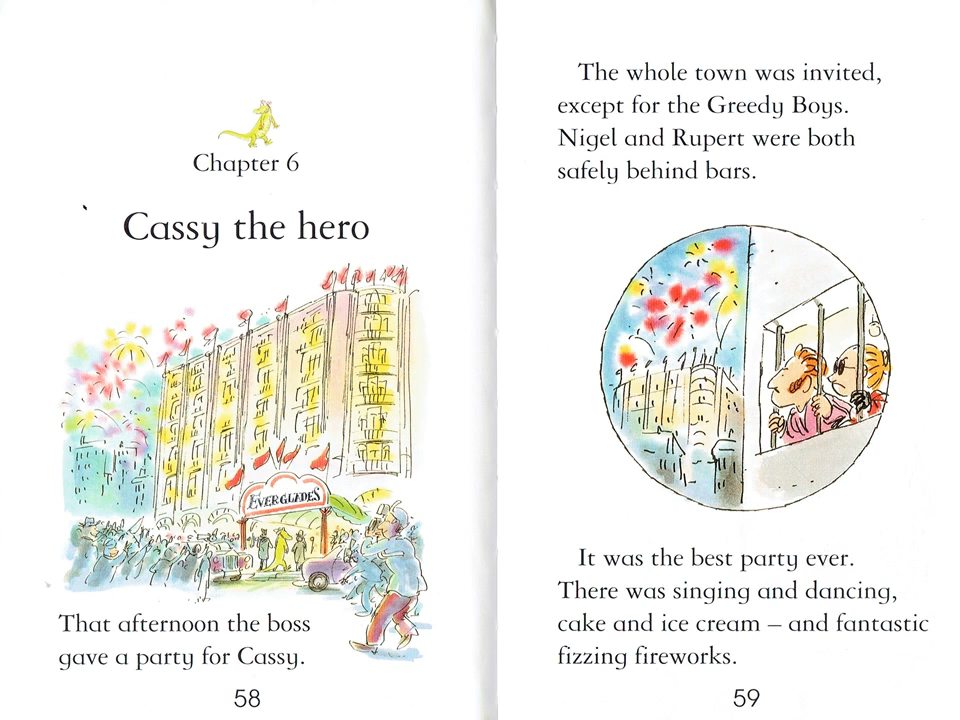 Chapter 6
Cassy the hero
EVERGLADES
That afternoon the boss
gave a party for Cassy.
58
The whole town was invited,
except for the Greedy Boys.
Nigel and Rupert were both
safely behind bars.
It was the best party ever.
There was singing and dancing,
cake and ice cream – and fantastic
fizzing fireworks.
59